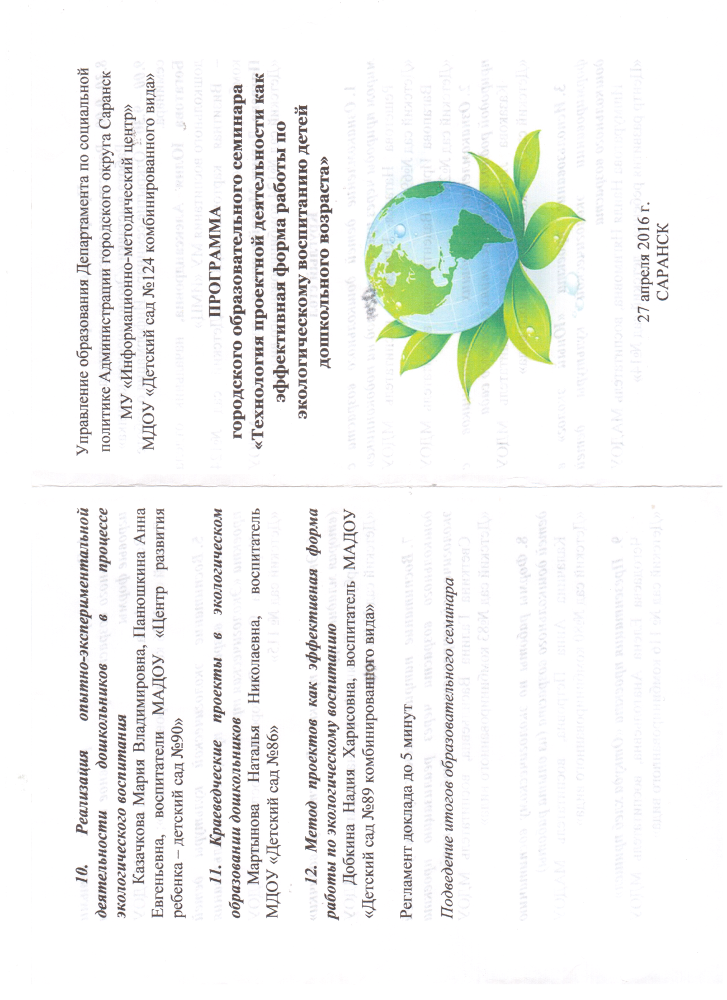 10. Реализация опытно-экспериментальной
деятельности дошкольников в процессе
экологического воспитания
Казачкова Мария Владимировна, Панюшкина Анна
Евгеньевна, воспитатели МАДОУ «Центр развития
ребенка – детский сад №90»
11. Краеведческие проекты в экологическом
образовании дошкольников
Мартынова Наталья Николаевна, воспитатель
МДОУ «Детский сад №86»
12. Метод проектов как эффективная форма
работы по экологическому воспитанию
Добкина Надия Харисовна, воспитатель МАДОУ
«Детский сад №89 комбинированного вида»
Регламент доклада до 5 минут
Подведение итогов образовательного семинара
Управление образования Департамента по социальной
политике Администрации городского округа Саранск
МУ «Информационно-методический центр»
МДОУ «Детский сад №124 комбинированного вида»
ПРОГРАММА
городского образовательного семинара
«Технология проектной деятельности как
эффективная форма работы по
экологическому воспитанию детей
дошкольного возраста»
27 апреля 2016 г.
САРАНСК